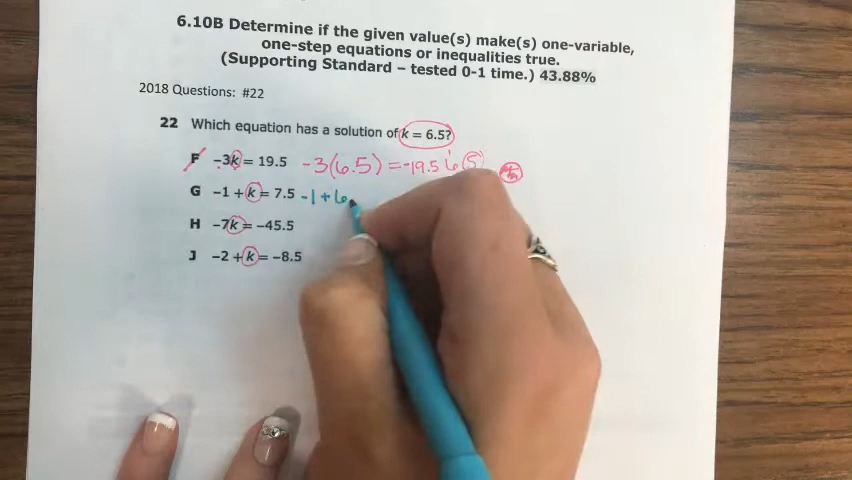 6.10B Determine if the given value(s) make(s) one-variable,
one-step equations or inequalities true.
(Supporting Standard – tested 0-1 time.) 43.88%
2018 Questions: #22
22 Which equation has a solution of k = 6.5?
F -3k = 19.5 -3(6.5) = -19.5
G -1 + k = 7.5 -1 + 6.
H -7k = -45.5
J -2 + k = -8.5